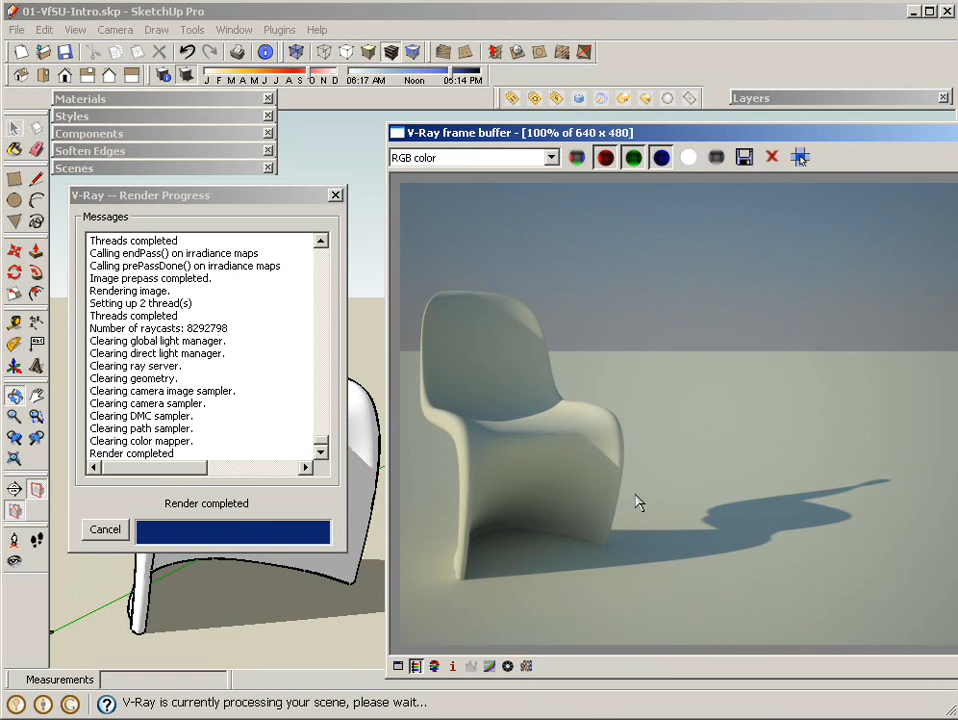 01-VfSU-Intro.skp - SketchUp Pro
File Edit View Camera Draw Tools Window Plugins Help
J F M A M J J A S O N D 06:17 AM Noon 05:14 PM
Materials
Layers
Styles
Components
Soften Edges
Scenes
V-Ray frame buffer - [100% of 640 x 480]
RGB color
V-Ray -- Render Progress
Messages
Threads completed
Calling endPass() on irradiance maps
Calling prePassDone() on irradiance maps
Image prepass completed.
Rendering image.
Setting up 2 thread(s)
Threads completed
Number of raycasts: 8292798
Clearing global light manager.
Clearing direct light manager.
Clearing ray server.
Clearing geometry.
Clearing camera image sampler.
Clearing camera sampler.
Clearing DMC sampler.
Clearing path sampler.
Clearing color mapper.
Render completed
Render completed
Cancel
Measurements
V-Ray is currently processing your scene, please wait...